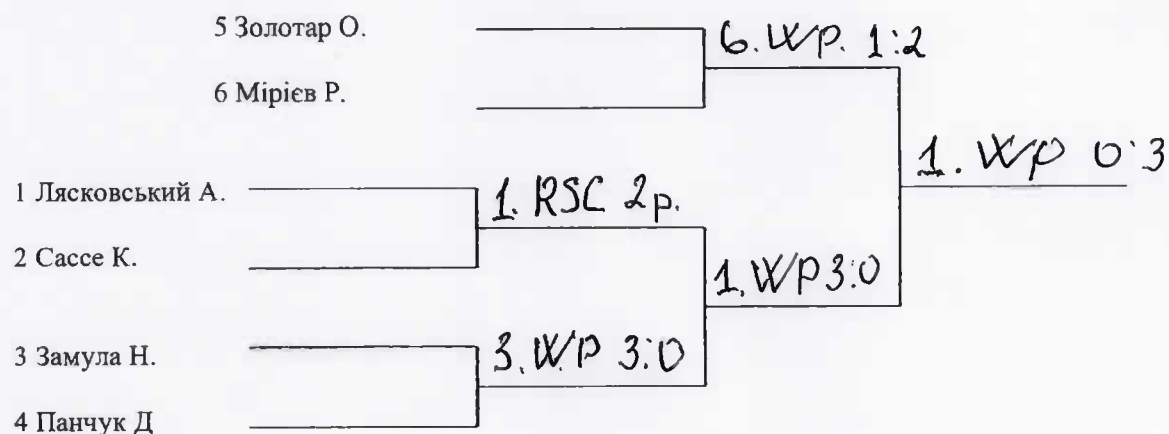 5 Золотар О.
6. WP. 1:2
6 Мірієв Р.
1. WP 0:3
1 Лясковський А.
1. RSC 2р.
2 Сассе К.
1. WP 3:0
3 Замула Н.
3. WP 3:0
4 Панчук Д